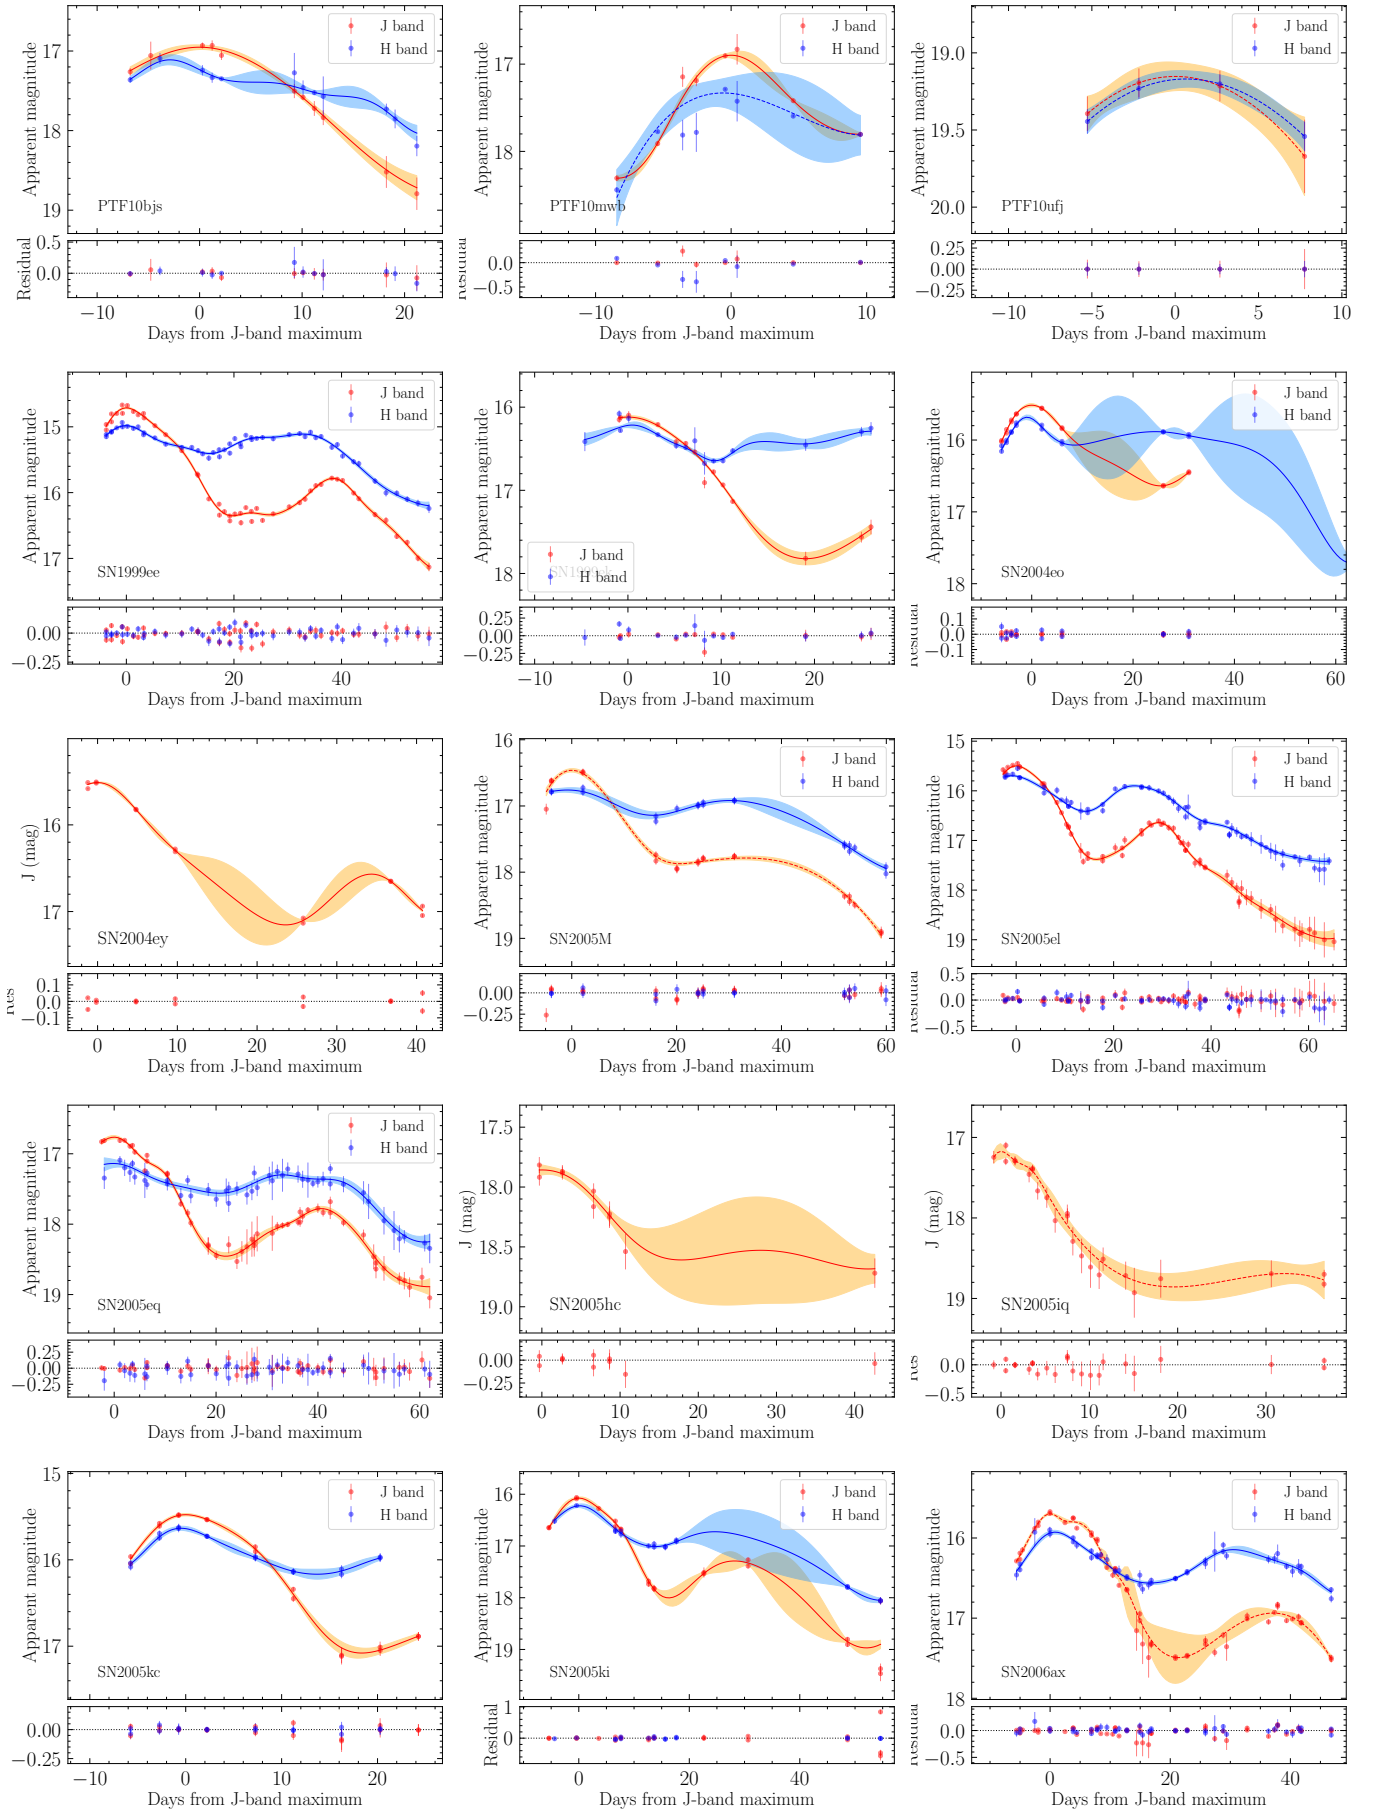 J band
H band
17
18
19
Apparent magnitude
PTF10bjs
0.5
0.0
Residual
−10
0
10
20
Days from J-band maximum
J band
H band
17
18
Apparent magnitude
PTF10mwb
0.0
−0.5
−10
0
10
Days from J-band maximum
J band
H band
19.0
19.5
20.0
Apparent magnitude
PTF10ufj
0.25
0.00
−0.25
−10
−5
0
5
10
Days from J-band maximum
J band
H band
15
16
17
Apparent magnitude
SN1999ee
0.00
−0.25
0
20
40
Days from J-band maximum
16
17
18
Apparent magnitude
J band
H band
0.25
0.00
−0.25
−10
0
10
20
Days from J-band maximum
J band
H band
16
18
Apparent magnitude
SN2004eo
0.1
0.0
−0.1
0
20
40
60
Days from J-band maximum
16
17
J (mag)
SN2004ey
0.1
0.0
−0.1
0
10
20
30
40
Days from J-band maximum
J band
H band
16
17
18
19
Apparent magnitude
SN2005M
0.00
−0.25
0
20
40
60
Days from J-band maximum
J band
H band
15
16
17
18
19
Apparent magnitude
SN2005el
0.5
0.0
−0.5
0
20
40
60
Days from J-band maximum
J band
H band
17
18
19
Apparent magnitude
SN2005eq
0.25
0.00
−0.25
0
20
40
60
Days from J-band maximum
17.5
18.0
18.5
19.0
J (mag)
SN2005hc
0.00
−0.25
0
10
20
30
40
Days from J-band maximum
17
18
19
J (mag)
SN2005iq
0.0
−0.5
0
10
20
30
Days from J-band maximum
J band
H band
15
16
17
Apparent magnitude
SN2005kc
0.00
−0.25
−10
0
10
20
Days from J-band maximum
J band
H band
16
17
18
19
Apparent magnitude
SN2005ki
1
0
Residual
0
20
40
Days from J-band maximum
J band
H band
16
17
18
Apparent magnitude
SN2006ax
0.0
−0.5
0
20
40
Days from J-band maximum